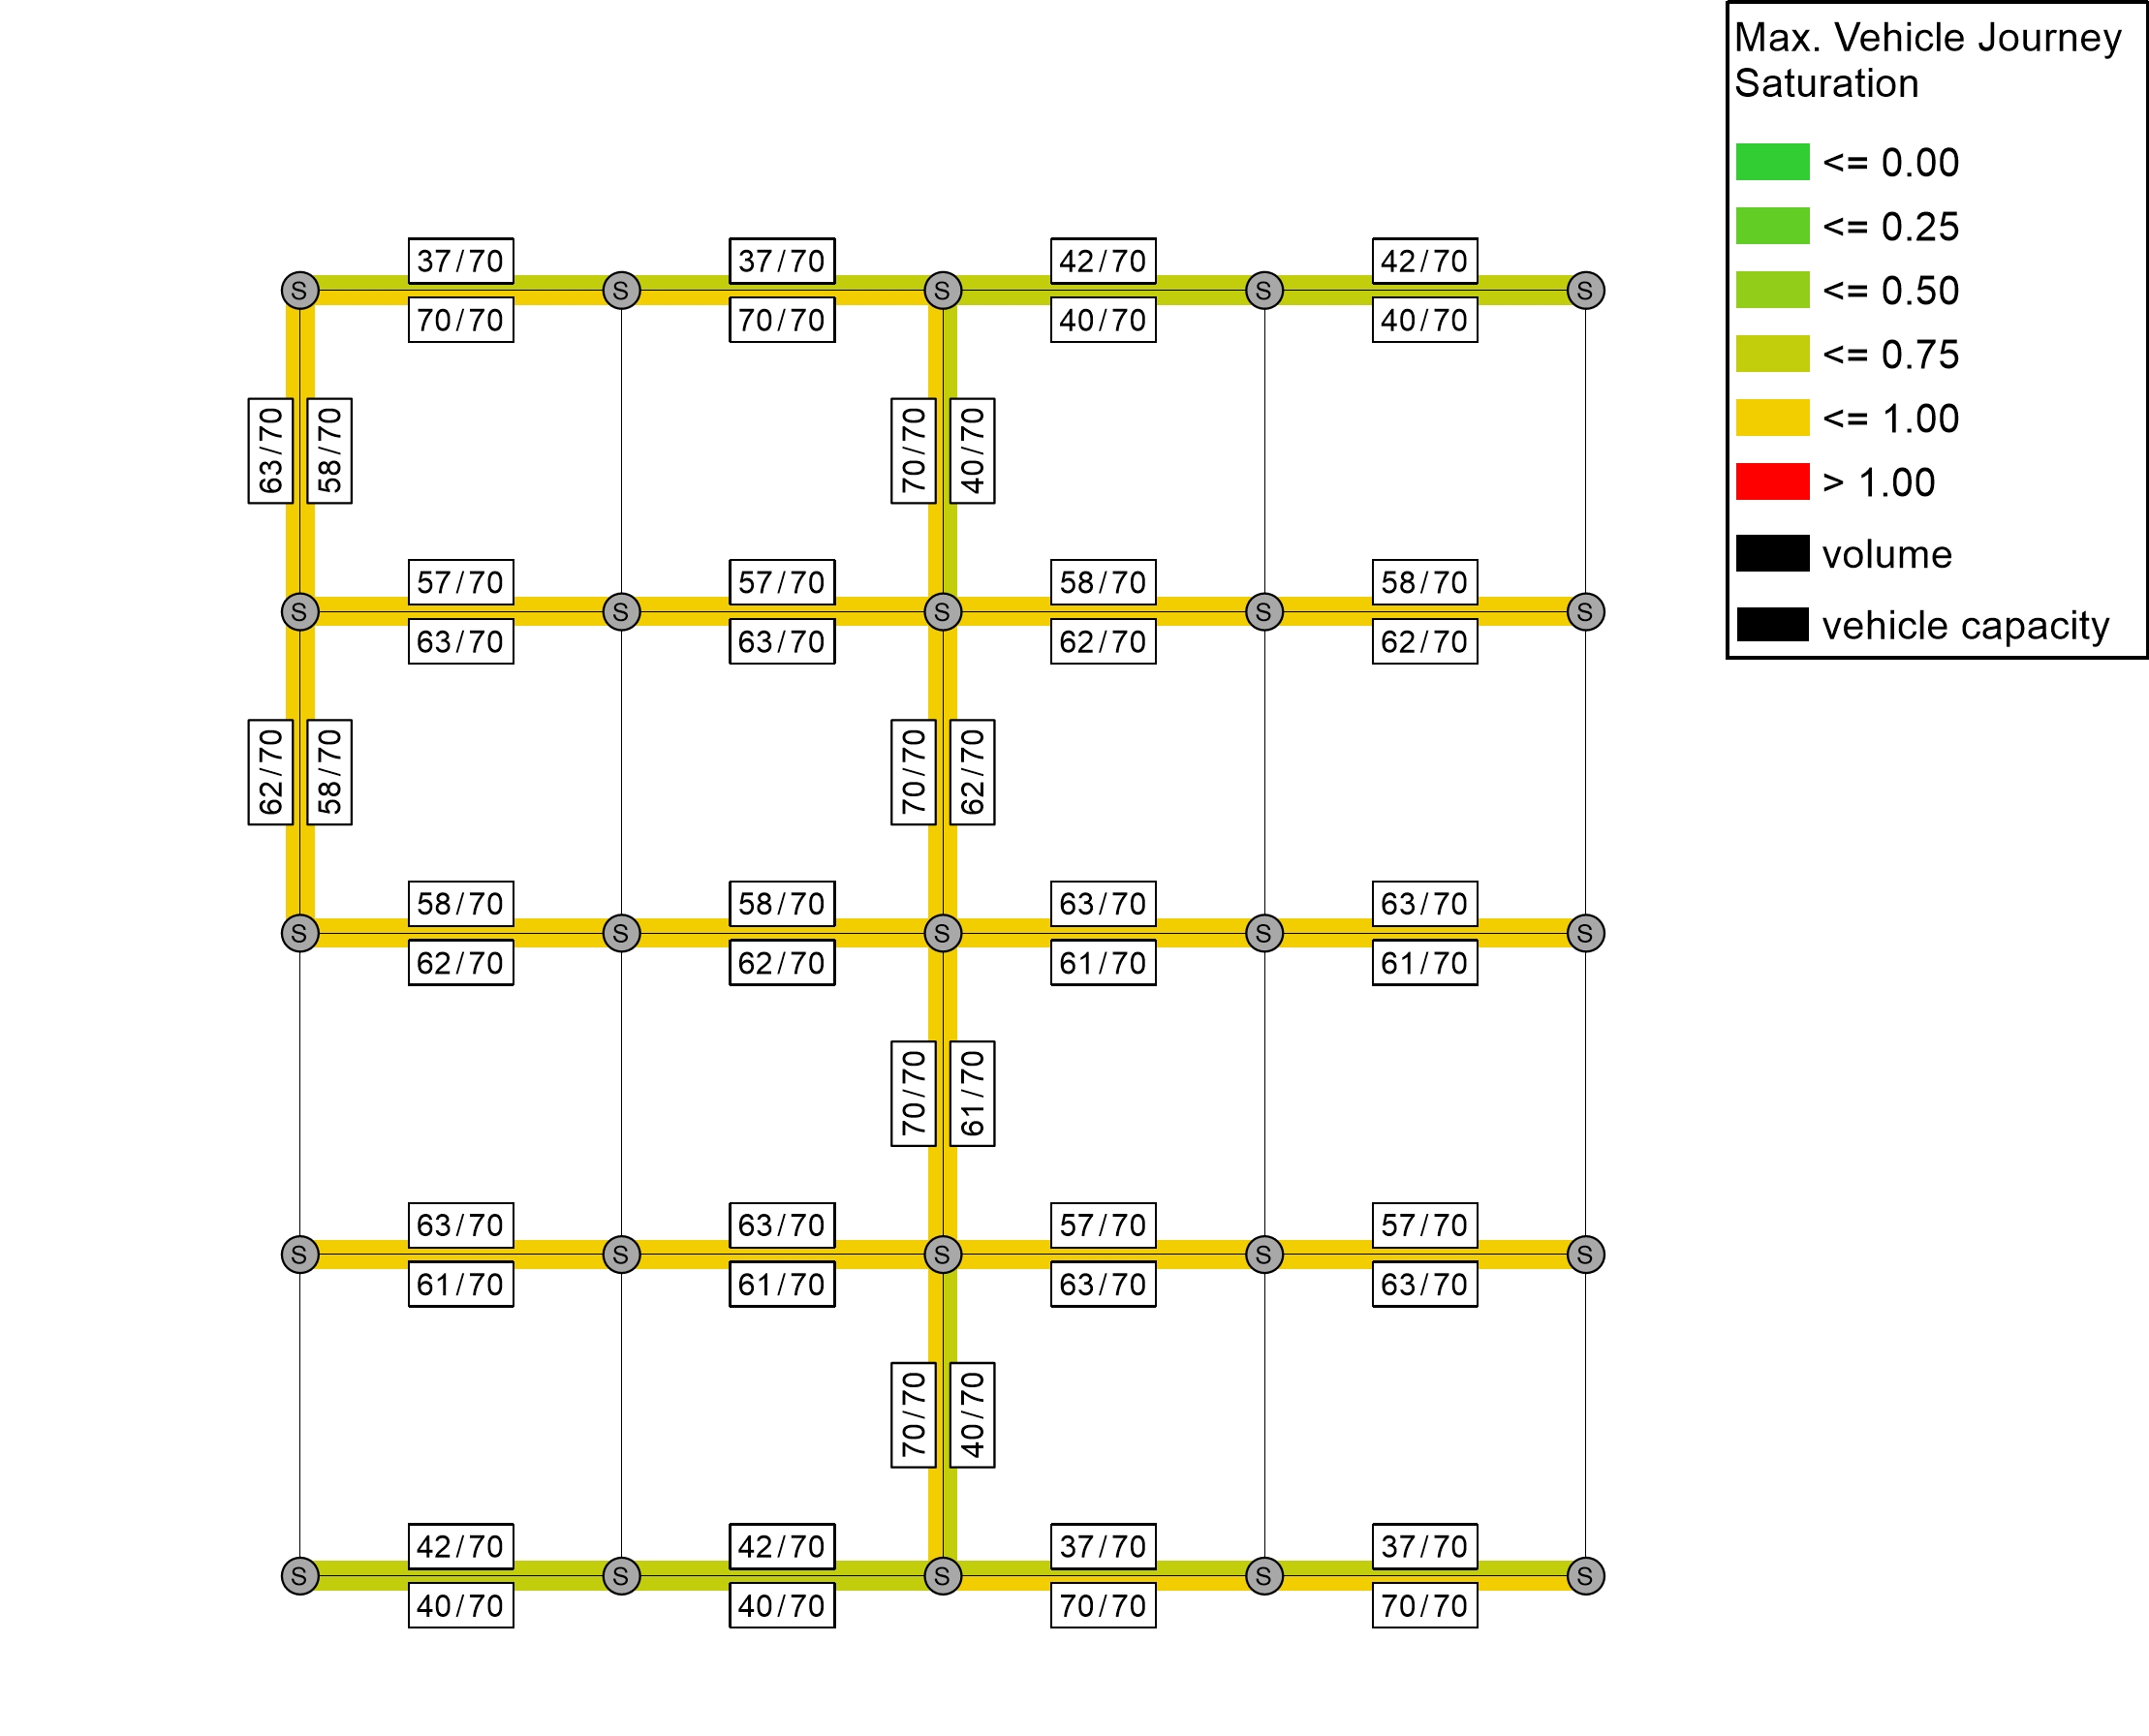 Max. Vehicle Journey
Saturation
<= 0.00
<= 0.25
<= 0.50
<= 0.75
<= 1.00
> 1.00
volume
vehicle capacity
37/70 37/70 42/70 42/70
S S S S S
70/70 70/70 40/70 40/70
63/70 58/70 70/70 40/70
57/70 57/70 58/70 58/70
S S S S S
63/70 63/70 62/70 62/70
62/70 58/70 70/70 62/70
58/70 58/70 63/70 63/70
S S S S S
62/70 62/70 61/70 61/70
70/70 61/70
63/70 63/70 57/70 57/70
S S S S S
61/70 61/70 63/70 63/70
70/70 40/70
42/70 42/70 37/70 37/70
S S S S S
40/70 40/70 70/70 70/70